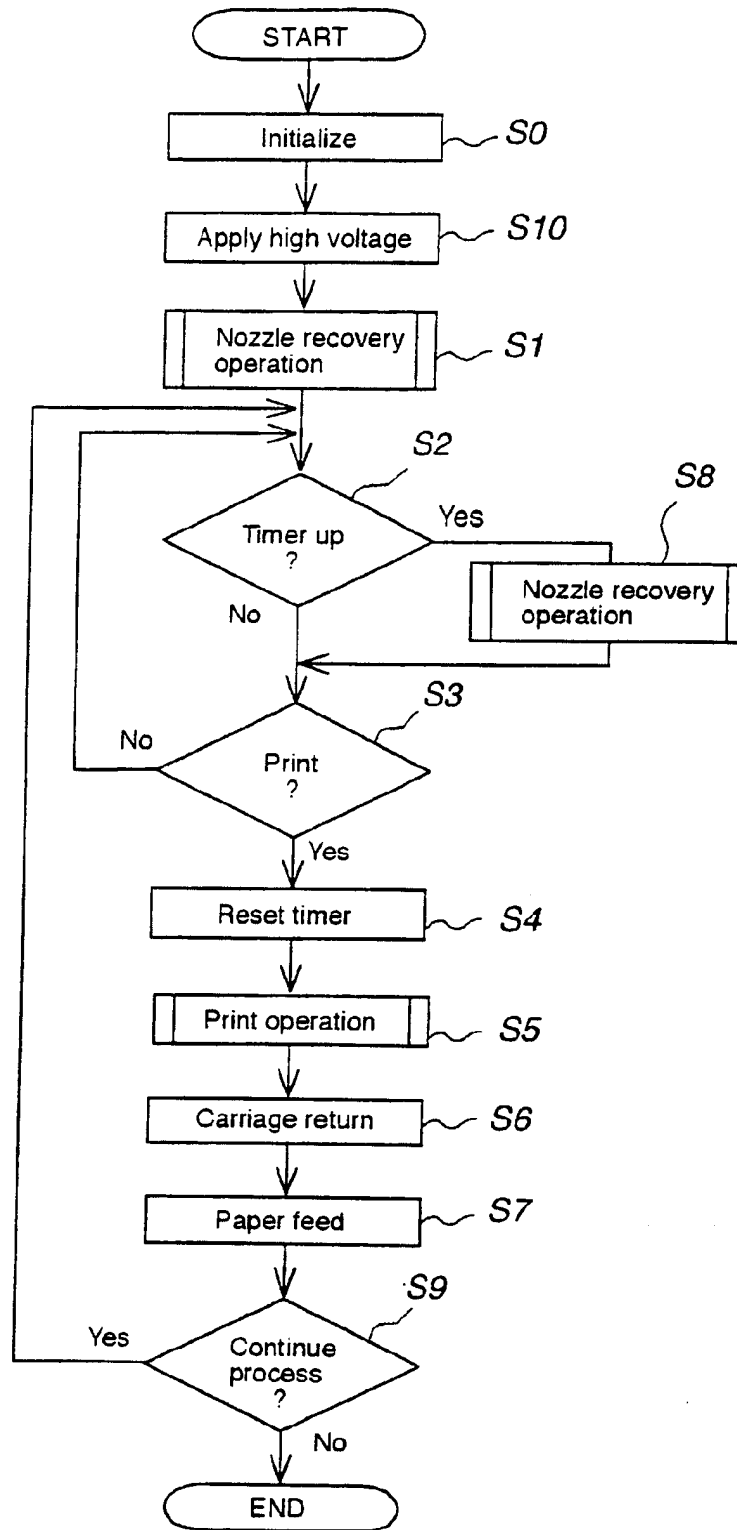 START
Initialize
S0
Apply high voltage
S10
Nozzle recovery
operation
S1
S2
Timer up
?
Yes
S8
Nozzle recovery
operation
No
S3
Print
?
No
Yes
Reset timer
S4
Print operation
S5
Carriage return
S6
Paper feed
S7
S9
Yes
Continue
process
?
No
END